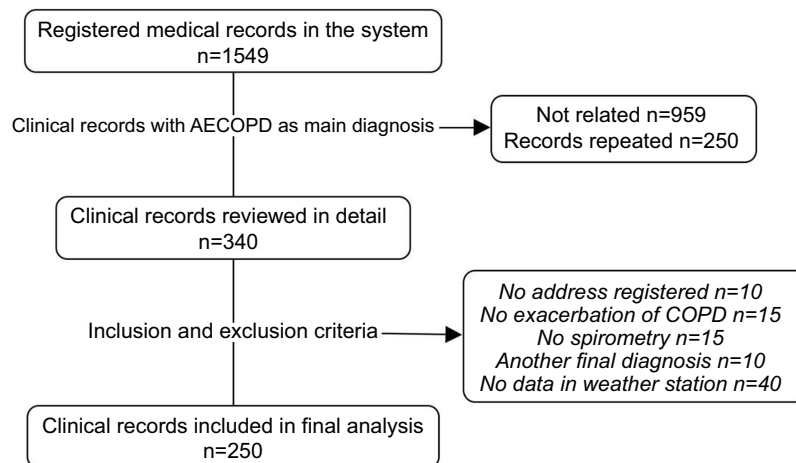 Registered medical records in the system
n=1549
Clinical records with AECOPD as main diagnosis
Not related n=959
Records repeated n=250
Clinical records reviewed in detail
n=340
Inclusion and exclusion criteria
No address registered n=10
No exacerbation of COPD n=15
No spirometry n=15
Another final diagnosis n=10
No data in weather station n=40
Clinical records included in final analysis
n=250